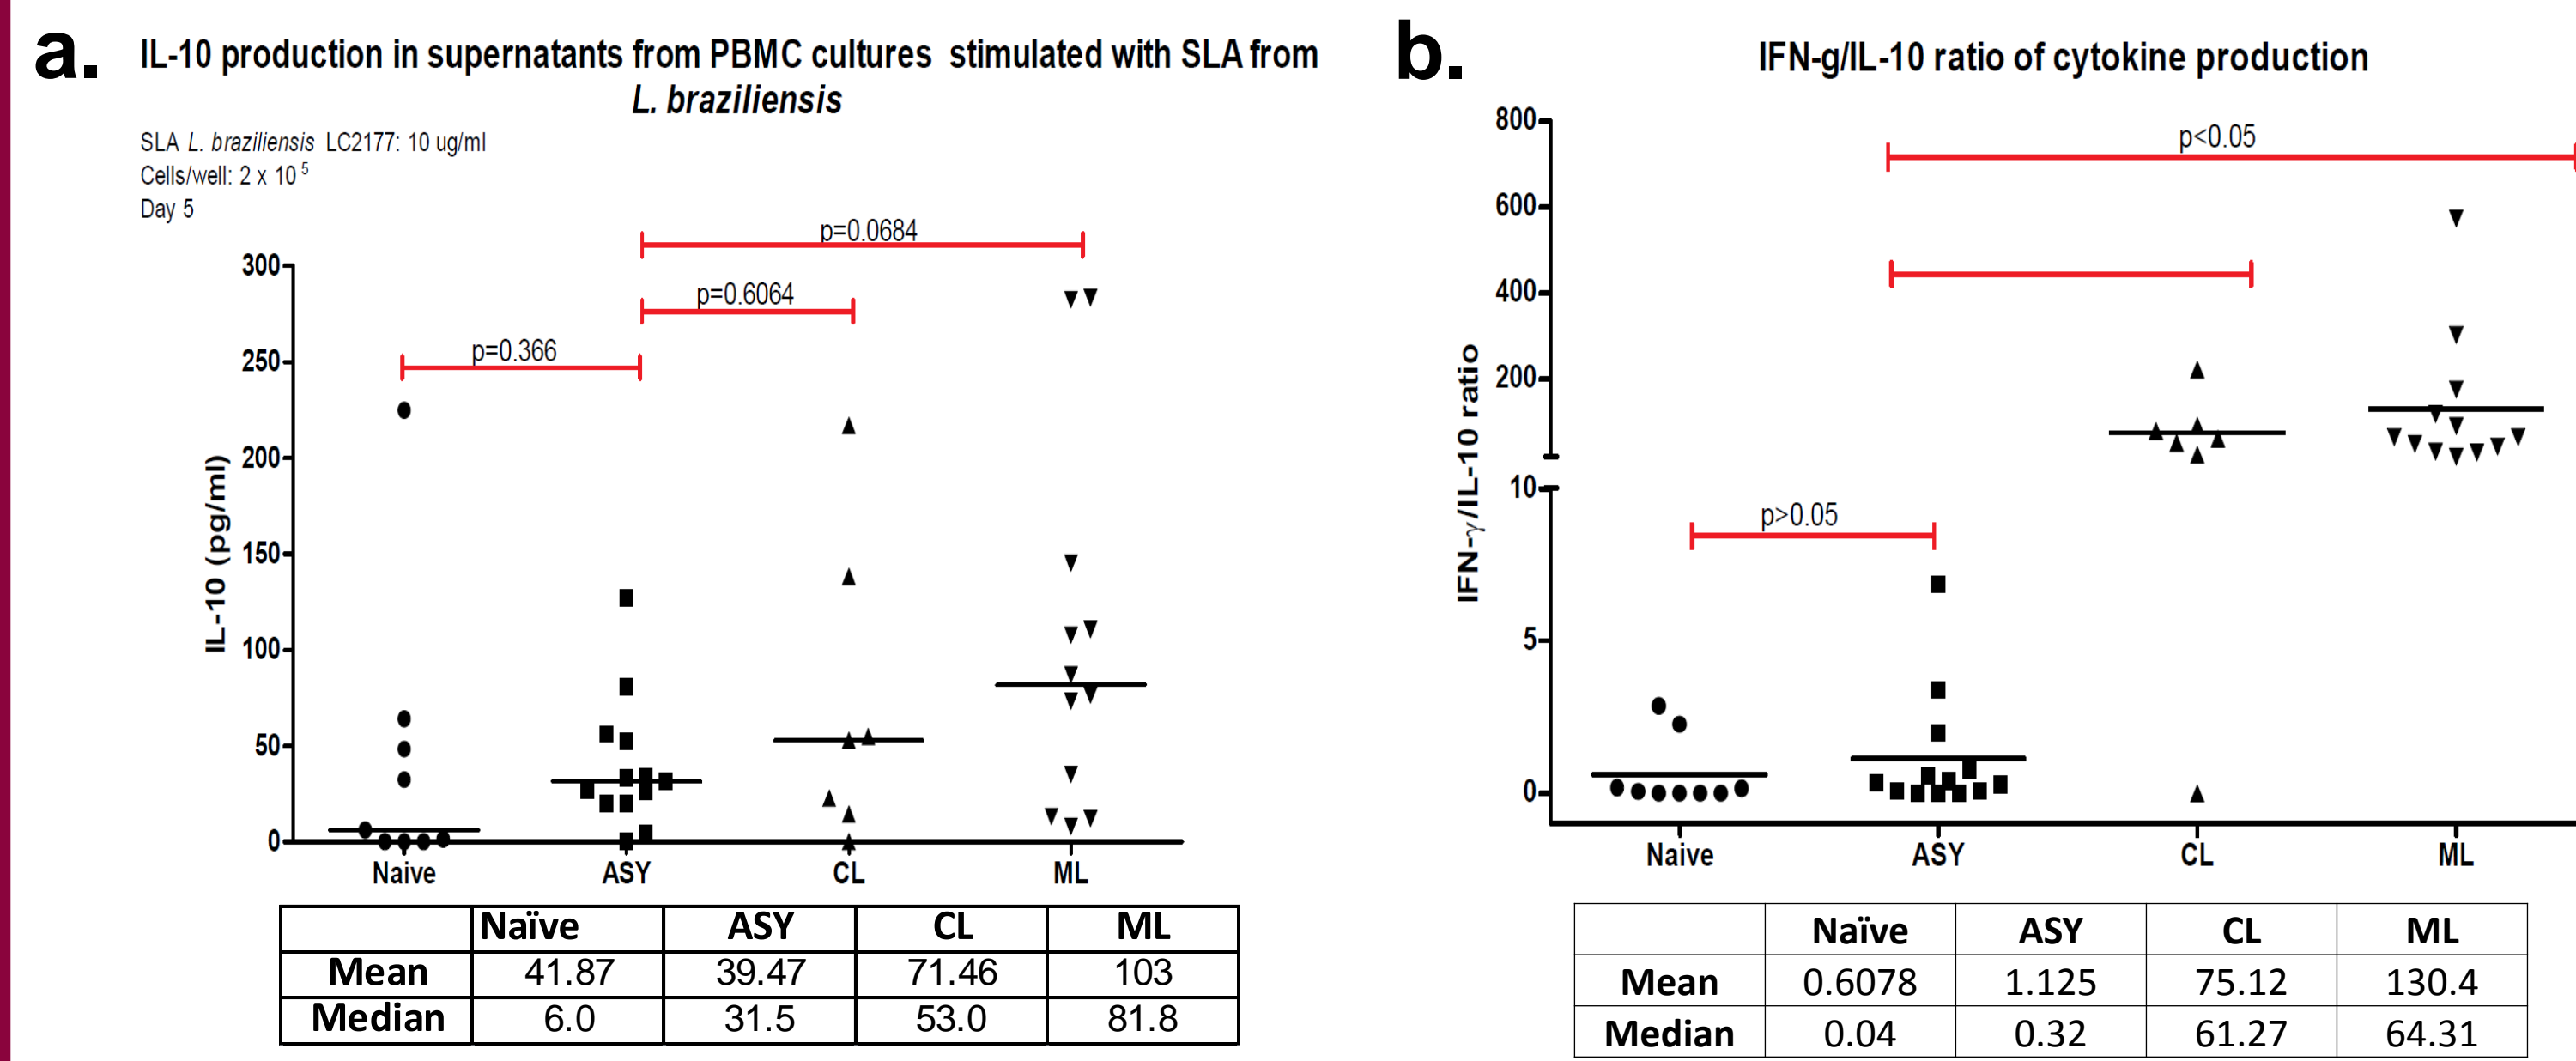 a.
IL-10 production in supernatants from PBMC cultures stimulated with SLA from
L. braziliensis
SLA L. braziliensis LC2177: 10 ug/ml
Cells/well: 2 x 10 5
Day 5
p=0.0684
p=0.6064
p=0.366
IL-10 (pg/ml)
300
250
200
150
100
50
0
Naive ASY CL ML
Naïve ASY CL ML
Mean 41.87 39.47 71.46 103
Median 6.0 31.5 53.0 81.8
b.
IFN-g/IL-10 ratio of cytokine production
p<0.05
p>0.05
IFN-γ/IL-10 ratio
800
600
400
200
10
5
0
Naive ASY CL ML
Naïve ASY CL ML
Mean 0.6078 1.125 75.12 130.4
Median 0.04 0.32 61.27 64.31